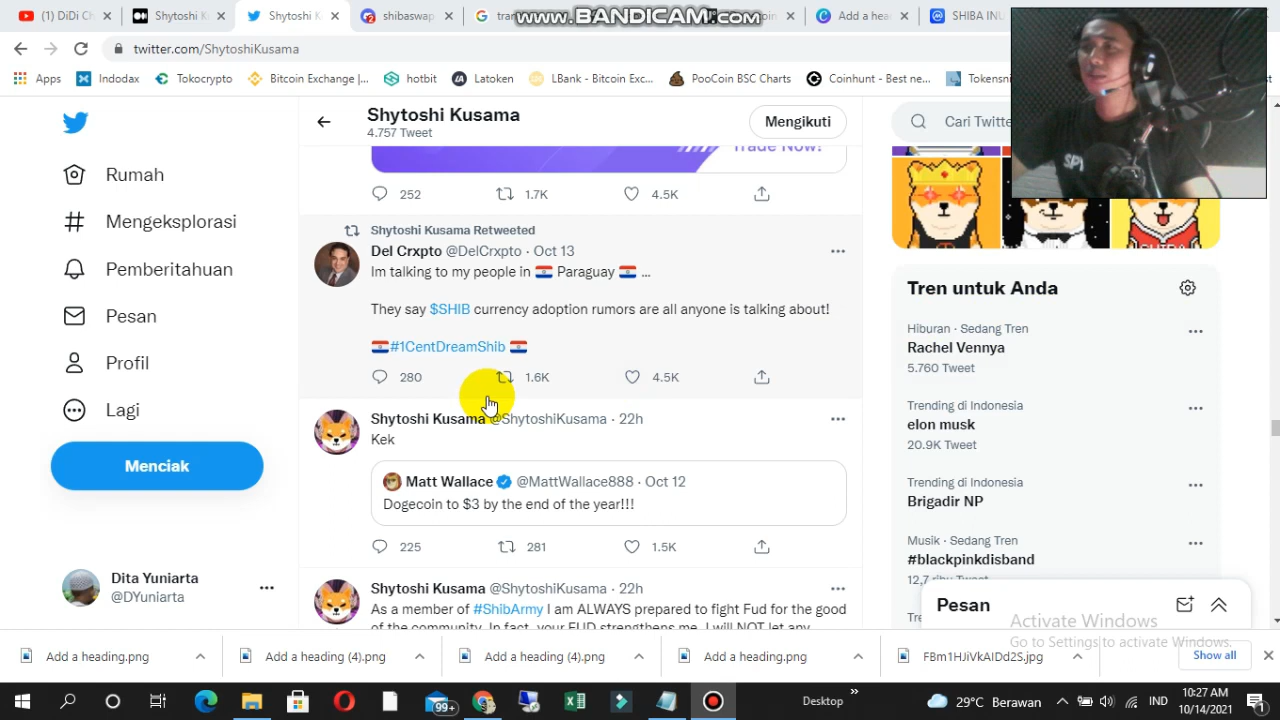 www.BANDICAM.com
(1) DiDi Ch
Shytoshi K
Shytoshi K
shibaswap
tran
Add a hea
SHIBA INU
twitter.com/ShytoshiKusama
Apps
Indodax
Tokocrypto
Bitcoin Exchange |...
hotbit
Latoken
LBank - Bitcoin Exc...
PooCoin BSC Charts
Coinhunt - Best ne...
Tokensni
Shytoshi Kusama
4.757 Tweet
Mengikuti
Cari Twitte
Rumah
Mengeksplorasi
Pemberitahuan
Pesan
Profil
Lagi
Menciak
Dita Yuniarta
@DYuniarta
Trade Now!
252 1.7K 4.5K
Shytoshi Kusama Retweeted
Del Crxpto @DelCrxpto · Oct 13
Im talking to my people in 🇵🇾 Paraguay 🇵🇾 ...
They say $SHIB currency adoption rumors are all anyone is talking about!
🇵🇾#1CentDreamShib 🇵🇾
280 1.6K 4.5K
Shytoshi Kusama @ShytoshiKusama · 22h
Kek
Matt Wallace @MattWallace888 · Oct 12
Dogecoin to $3 by the end of the year!!!
225 281 1.5K
Shytoshi Kusama @ShytoshiKusama · 22h
As a member of #ShibArmy I am ALWAYS prepared to fight Fud for the good
of the community. In fact, your FUD strengthens me. I will NOT let any
Tren untuk Anda
Hiburan · Sedang Tren
Rachel Vennya
5.760 Tweet
Trending di Indonesia
elon musk
20.9K Tweet
Trending di Indonesia
Brigadir NP
Musik · Sedang Tren
#blackpinkdisband
12,7 ribu Tweet
Tre
Pesan
Activate Windows
Go to Settings to activate Windows.
Add a heading.png
Add a heading (4).png
Add a heading (4).png
Add a heading.png
FBm1HJiVkAIDd2S.jpg
Show all
99+
Desktop
29°C Berawan
IND
10:27 AM
10/14/2021
1